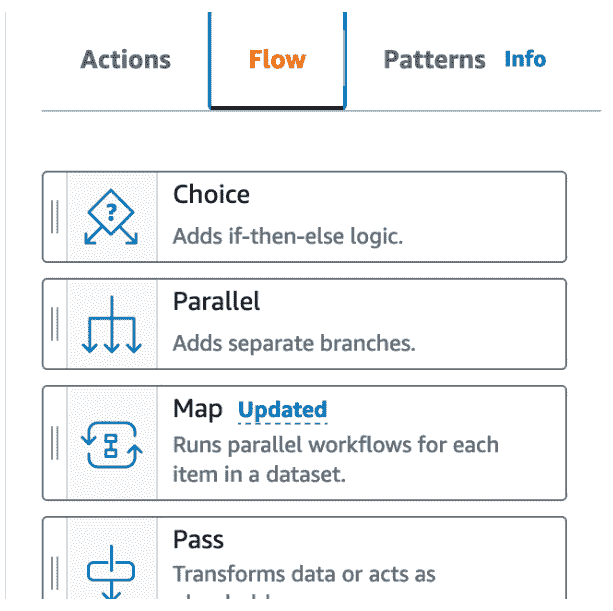 Actions Flow Patterns Info
?
Choice
Adds if-then-else logic.
Parallel
Adds separate branches.
Map Updated
Runs parallel workflows for each
item in a dataset.
Pass
Transforms data or acts as